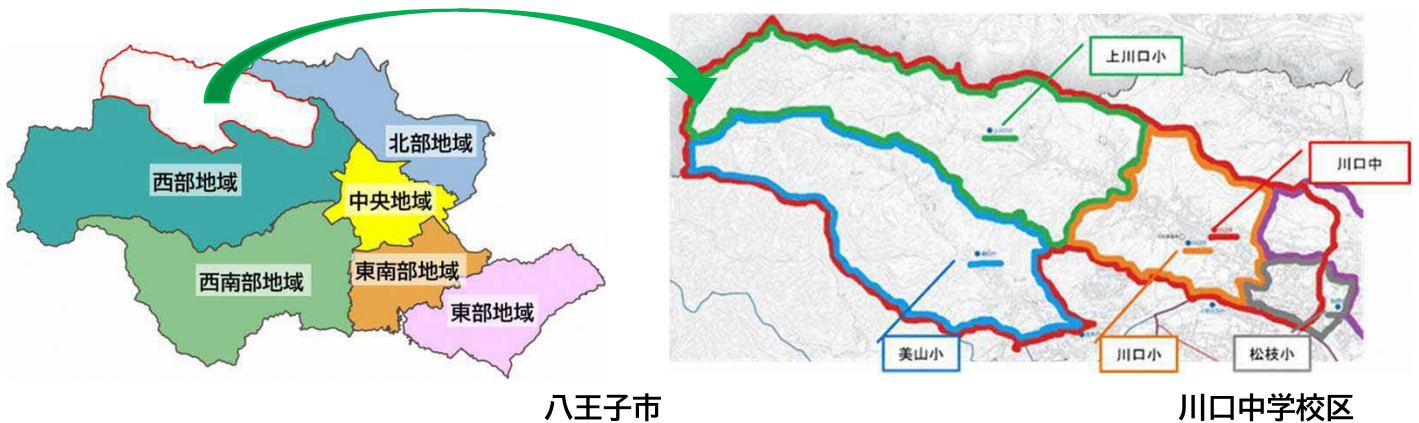 北部地域
西部地域
中央地域
東南部地域
西南部地域
東部地域
八王子市
上川口小
川口中
美山小
川口小
松枝小
川口中学校区